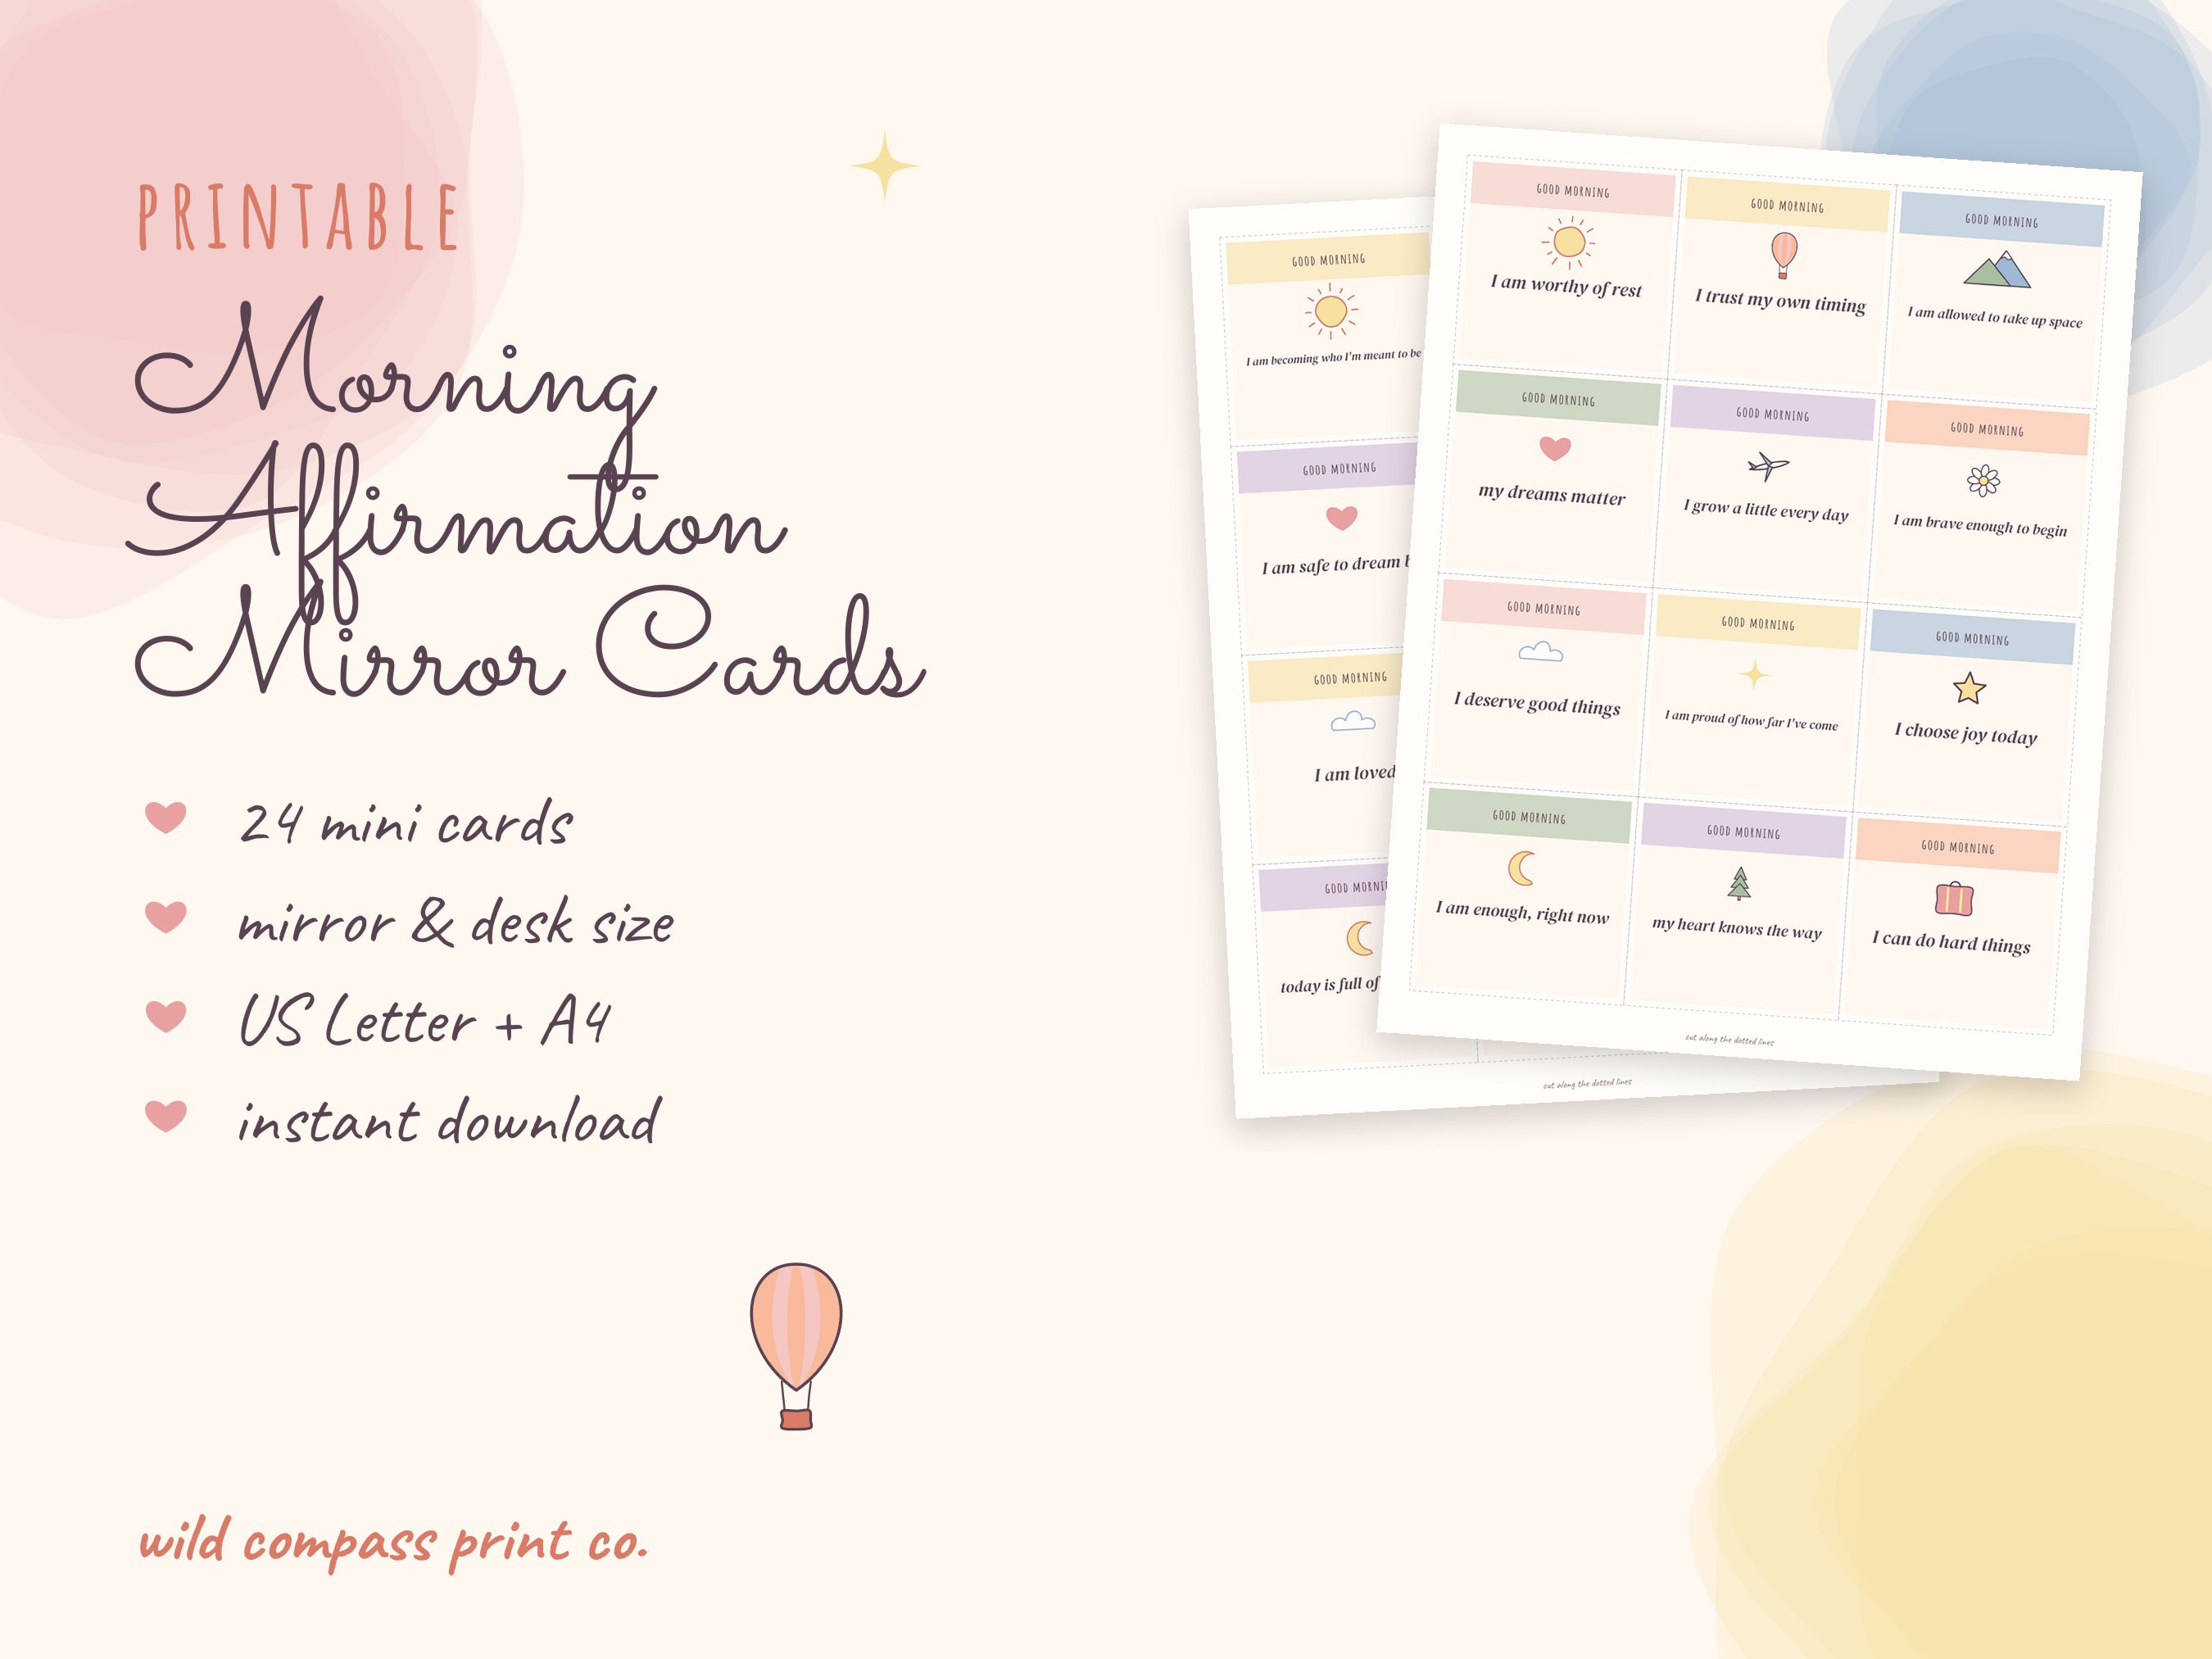 PRINTABLE
Morning
Affirmation
Mirror Cards
24 mini cards
mirror & desk size
US Letter + A4
instant download
wild compass print co.
GOOD MORNING
I am becoming who I'm meant to be
GOOD MORNING
I am safe to dream
GOOD MORNING
I am loved
GOOD MORNING
today is full of
cut along the dotted lines
GOOD MORNING
I am worthy of rest
GOOD MORNING
I trust my own timing
GOOD MORNING
I am allowed to take up space
GOOD MORNING
my dreams matter
GOOD MORNING
I grow a little every day
GOOD MORNING
I am brave enough to begin
GOOD MORNING
I deserve good things
GOOD MORNING
I am proud of how far I've come
GOOD MORNING
I choose joy today
GOOD MORNING
I am enough, right now
GOOD MORNING
my heart knows the way
GOOD MORNING
I can do hard things
cut along the dotted lines